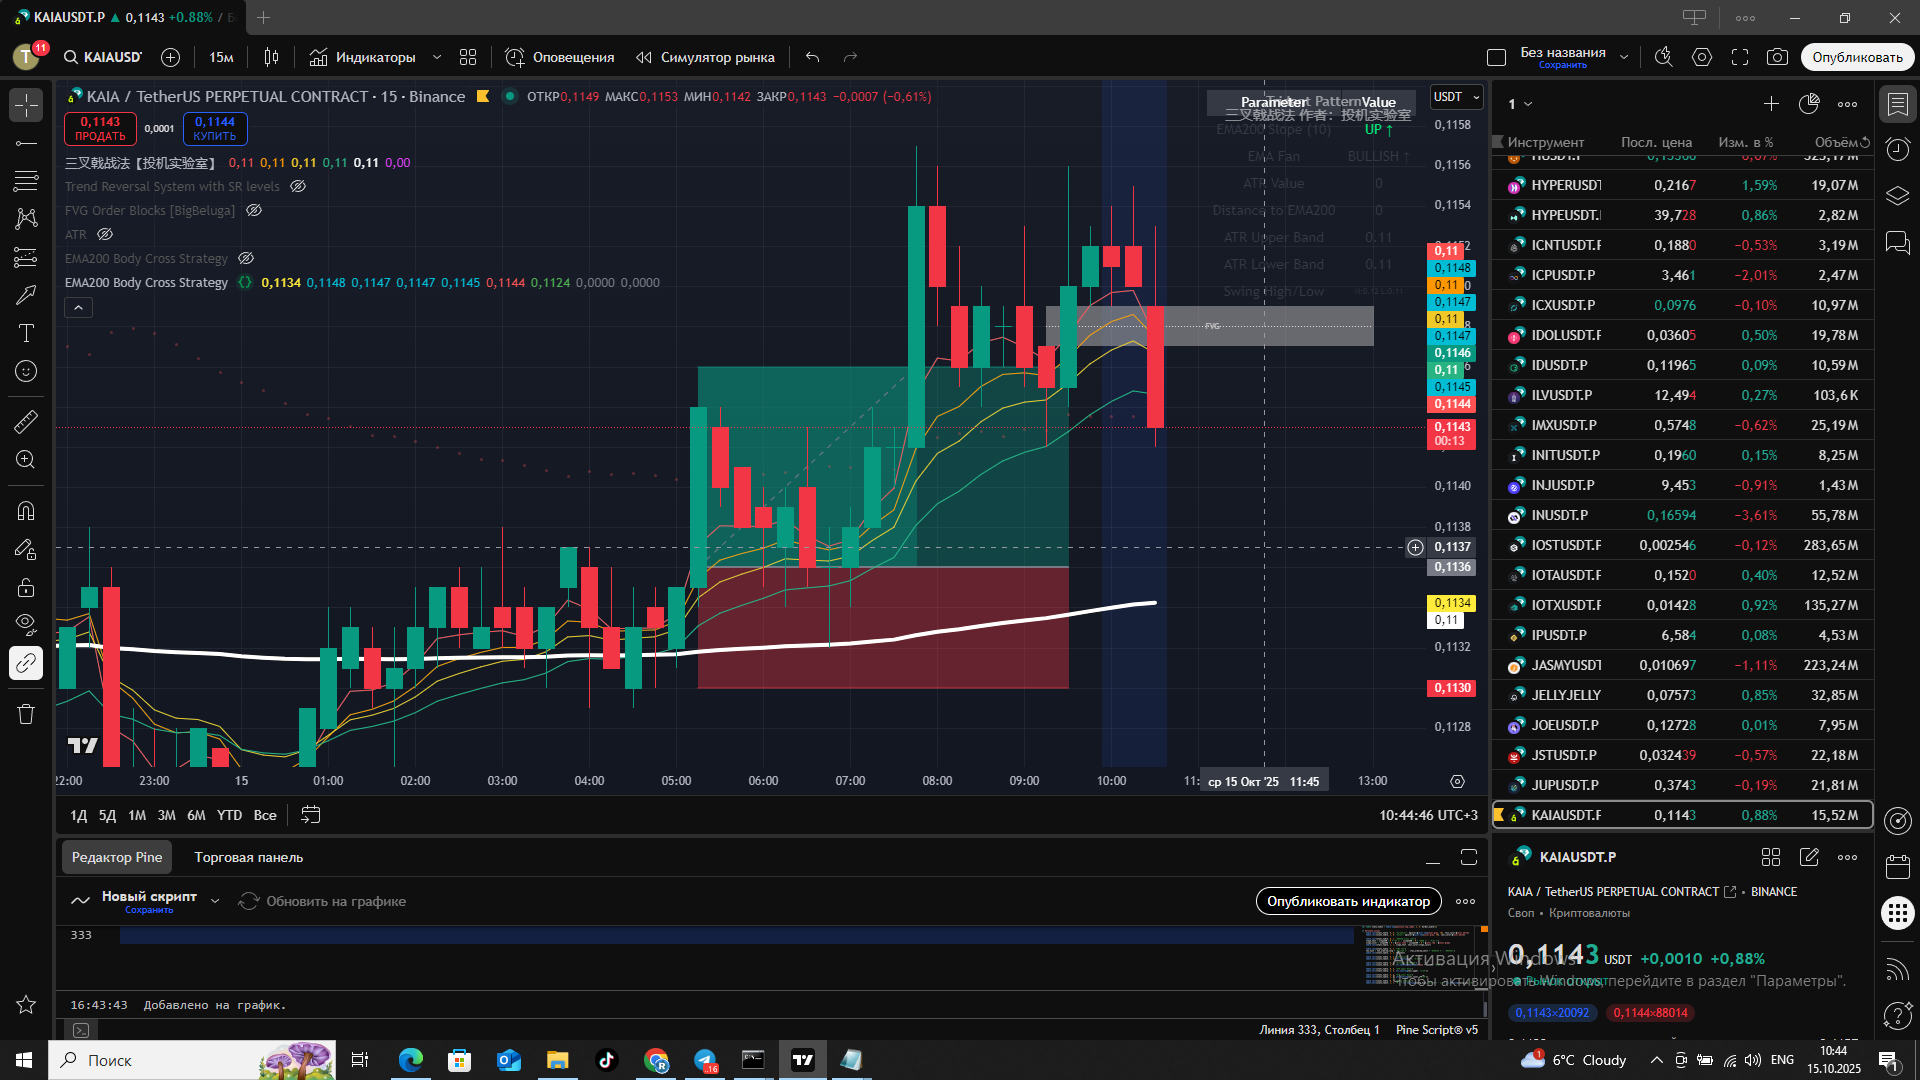 KAIAUSDT.P ▲ 0,1143 +0.88% / Б
T 11 KAIAUSDT 15м Индикаторы Оповещения Симулятор рынка Без названия Сохранить Опубликовать
KAIA / TetherUS PERPETUAL CONTRACT · 15 · Binance ОТКР0,1149 МАКС0,1153 МИН0,1142 ЗАКР0,1143 −0,0007 (−0,61%)
0,1143 ПРОДАТЬ 0,0001 0,1144 КУПИТЬ
三叉戟战法【投机实验室】 0,11 0,11 0,11 0,11 0,11 0,00
Trend Reversal System with SR levels
FVG Order Blocks [BigBeluga]
ATR
EMA200 Body Cross Strategy
EMA200 Body Cross Strategy {} 0,1134 0,1148 0,1147 0,1147 0,1145 0,1144 0,1124 0,0000 0,0000
Parameter Pattern Value
三叉戟战法 作者：投机实验室
EMA200 Slope (10) UP ↑
EMA Fan BULLISH ↑
ATR Value 0
Distance to EMA200 0
ATR Upper Band 0.11
ATR Lower Band 0.11
Swing High/Low
FVG
USDT
0,1158
0,1156
0,1154
0,11
0,1148
0,11
0,1147
0,11
0,1147
0,1146
0,11
0,1145
0,1144
0,1143
00:13
0,1140
0,1138
0,1137
0,1136
0,1134
0,11
0,1132
0,1130
0,1128
22:00 23:00 15 01:00 02:00 03:00 04:00 05:00 06:00 07:00 08:00 09:00 10:00 11: ср 15 Окт '25 11:45 13:00
1Д 5Д 1М 3М 6М YTD Все 10:44:46 UTC+3
Редактор Pine Торговая панель
Новый скрипт Сохранить Обновить на графике Опубликовать индикатор
333
16:43:43 Добавлено на график.
Линия 333, Столбец 1 Pine Script® v5
1
Инструмент Посл. цена Изм. в % Объём
HYPERUSDT 0,2167 1,59% 19,07 M
HYPEUSDT. 39,728 0,86% 2,82 M
ICNTUSDT.F 0,1880 −0,53% 3,19 M
ICPUSDT.P 3,461 −2,01% 2,47 M
ICXUSDT.P 0,0976 −0,10% 10,97 M
IDOLUSDT.F 0,03605 0,50% 19,78 M
IDUSDT.P 0,11965 0,09% 10,59 M
ILVUSDT.P 12,494 0,27% 103,6 K
IMXUSDT.P 0,5748 −0,62% 25,19 M
INITUSDT.P 0,1960 0,15% 8,25 M
INJUSDT.P 9,453 −0,91% 1,43 M
INUSDT.P 0,16594 −3,61% 55,78 M
IOSTUSDT.F 0,002546 −0,12% 283,65 M
IOTAUSDT.F 0,1520 0,40% 12,52 M
IOTXUSDT.F 0,01428 0,92% 135,27 M
IPUSDT.P 6,584 0,08% 4,53 M
JASMYUSDT 0,010697 −1,11% 223,24 M
JELLYJELLY 0,07573 0,85% 32,85 M
JOEUSDT.P 0,12728 0,01% 7,95 M
JSTUSDT.P 0,032439 −0,57% 22,18 M
JUPUSDT.P 0,3743 −0,19% 21,81 M
KAIAUSDT.F 0,1143 0,88% 15,52 M
KAIAUSDT.P
KAIA / TetherUS PERPETUAL CONTRACT • BINANCE
Своп • Криптовалюты
0,1143 USDT +0,0010 +0,88%
Активация Windows
Чтобы активировать Windows, перейдите в раздел "Параметры".
0,1143×20092 0,1144×88014
Поиск 16 6°C Cloudy ENG 10:44
15.10.2025